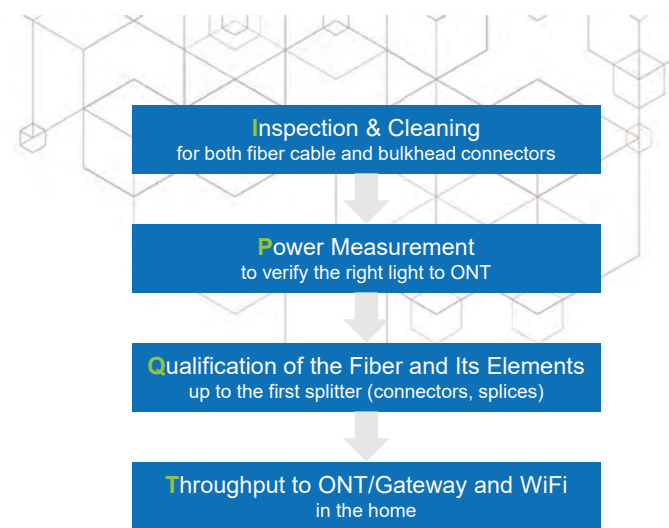 Inspection & Cleaning
for both fiber cable and bulkhead connectors
Power Measurement
to verify the right light to ONT
Qualification of the Fiber and Its Elements
up to the first splitter (connectors, splices)
Throughput to ONT/Gateway and WiFi
in the home